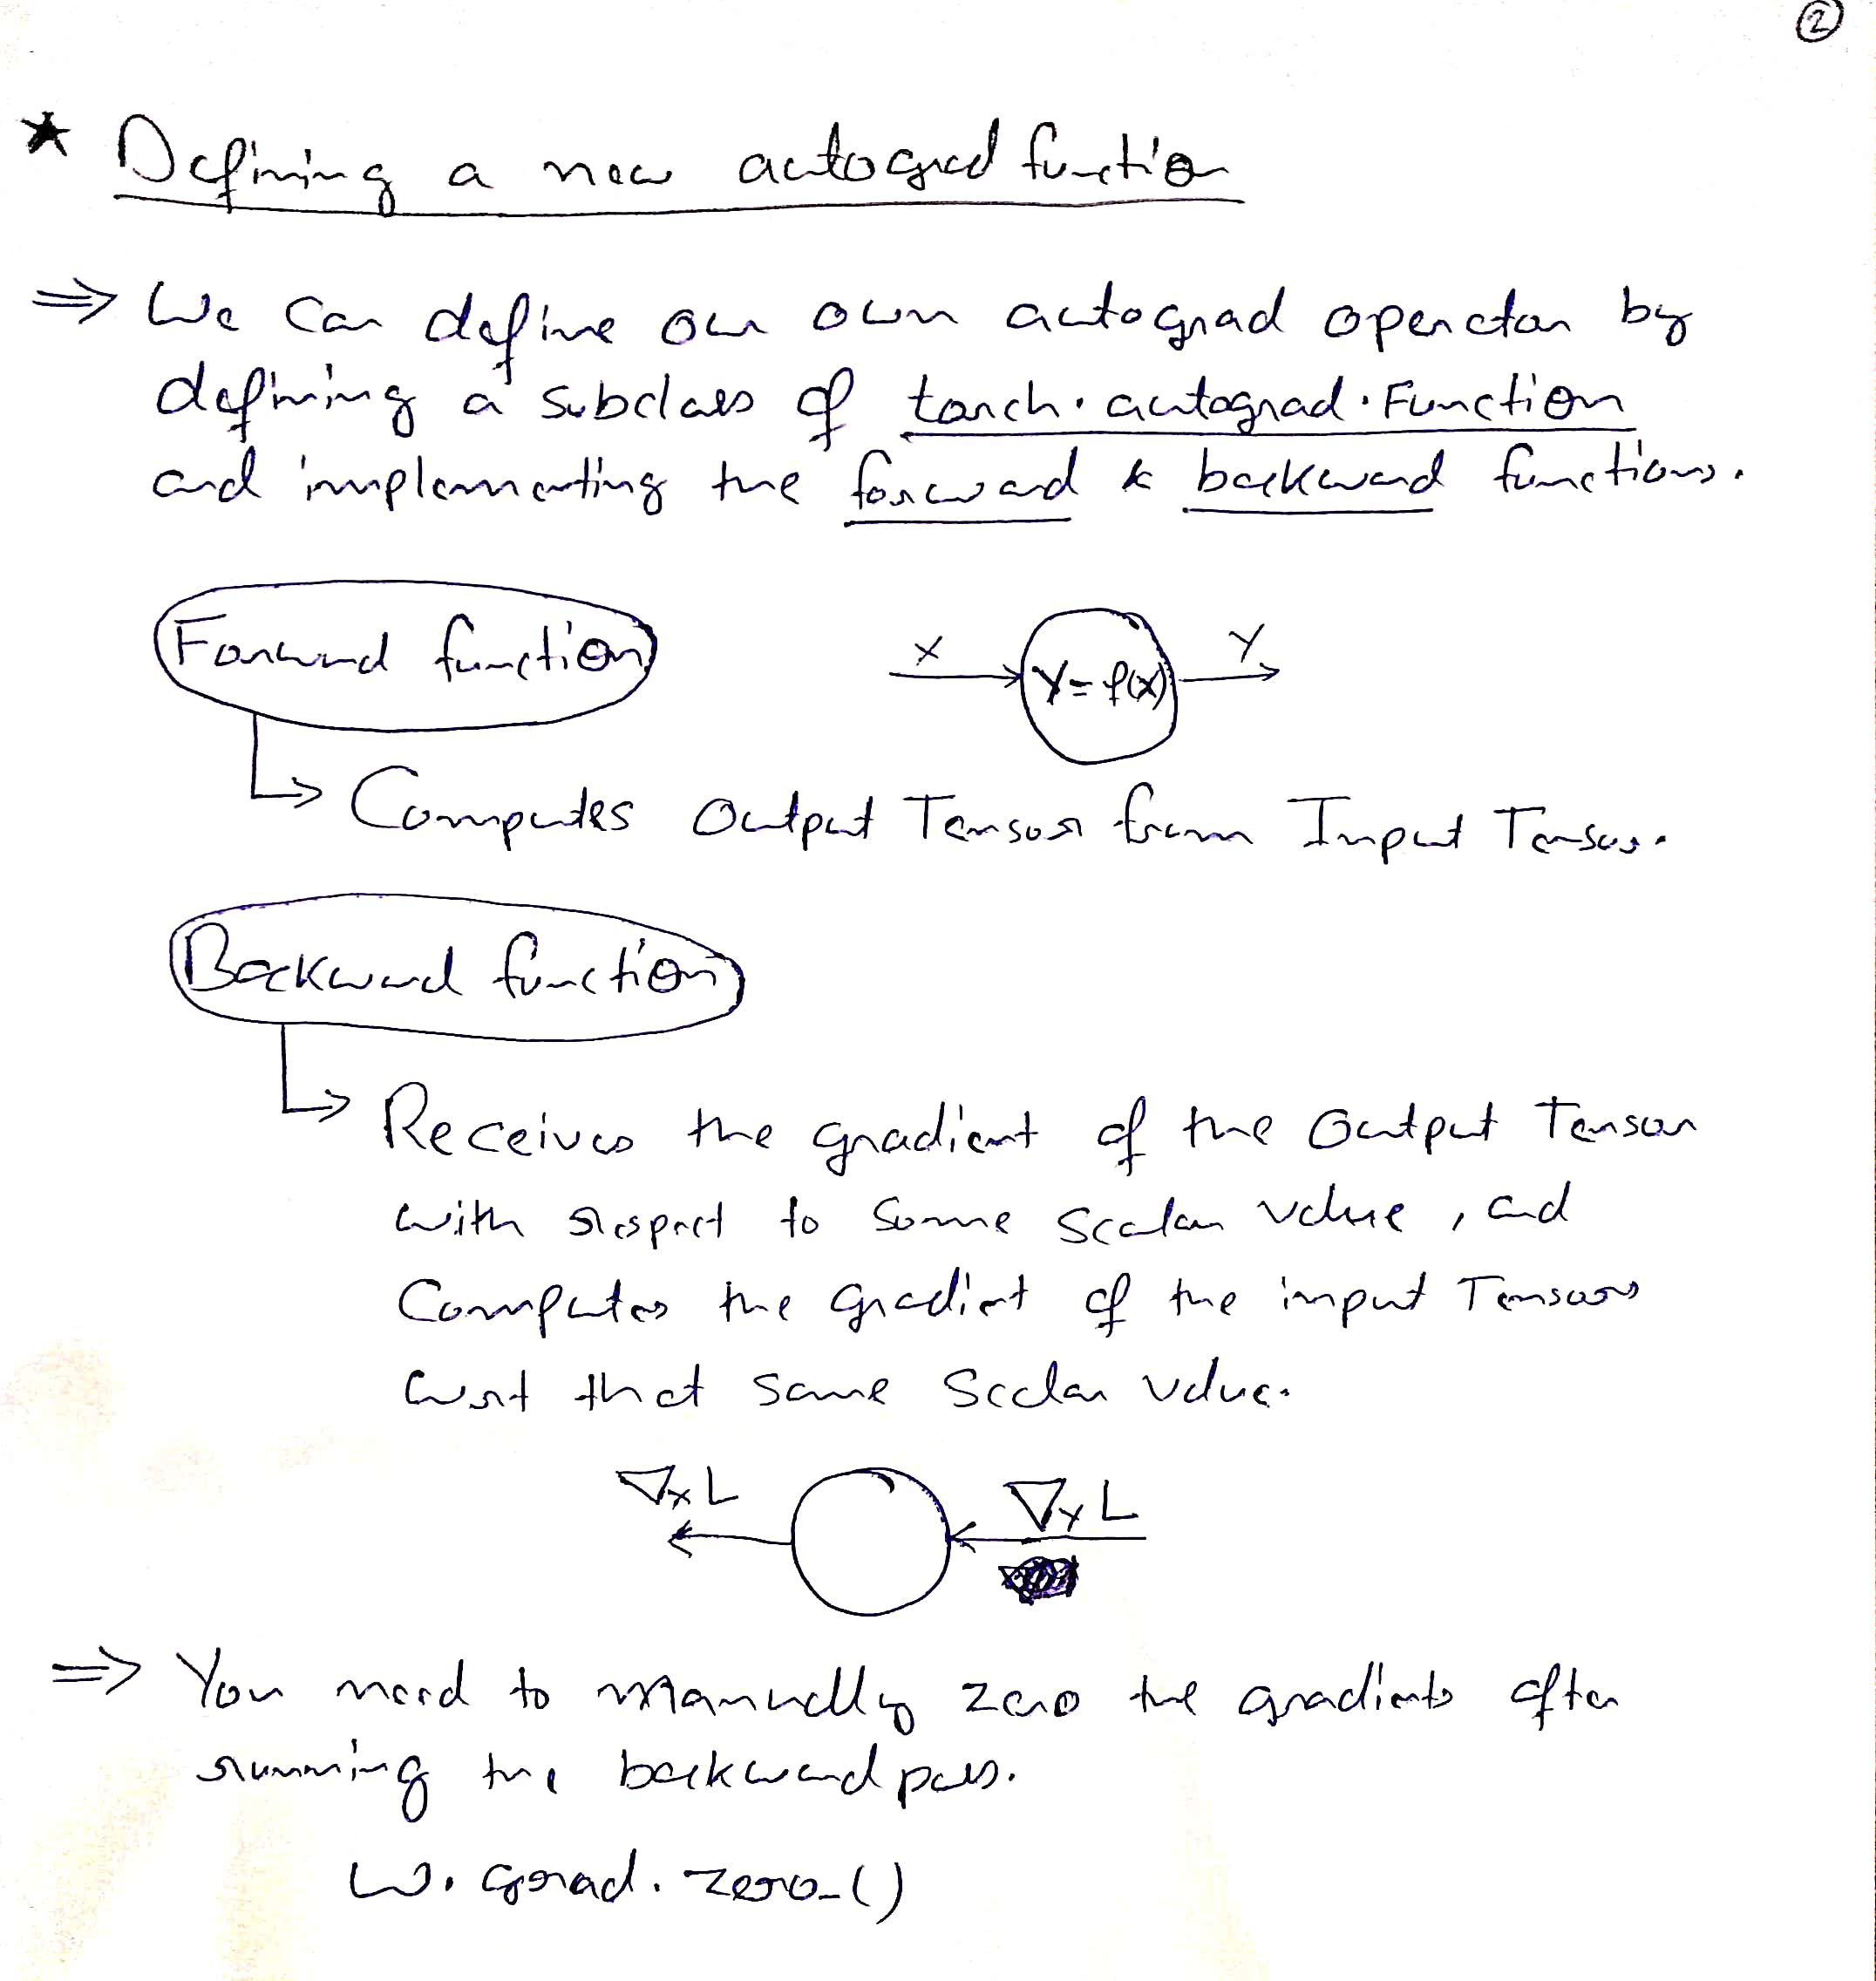 2
* Defining a new autograd function
⇒ We can define our own autograd operator by
defining a subclass of torch.autograd.Function
and implementing the forward & backward functions.
Forward function
X Y = f(X) Y
↳ Computes Output Tensor from Input Tensor.
Backward function
↳ Receives the gradient of the Output Tensor
with respect to some scalar value, and
Computes the gradient of the input Tensors
wrt that same scalar value.
∇xL ∇yL
⇒ You need to manually zero the gradients after
running the backward pass.
W.grad.zero_()